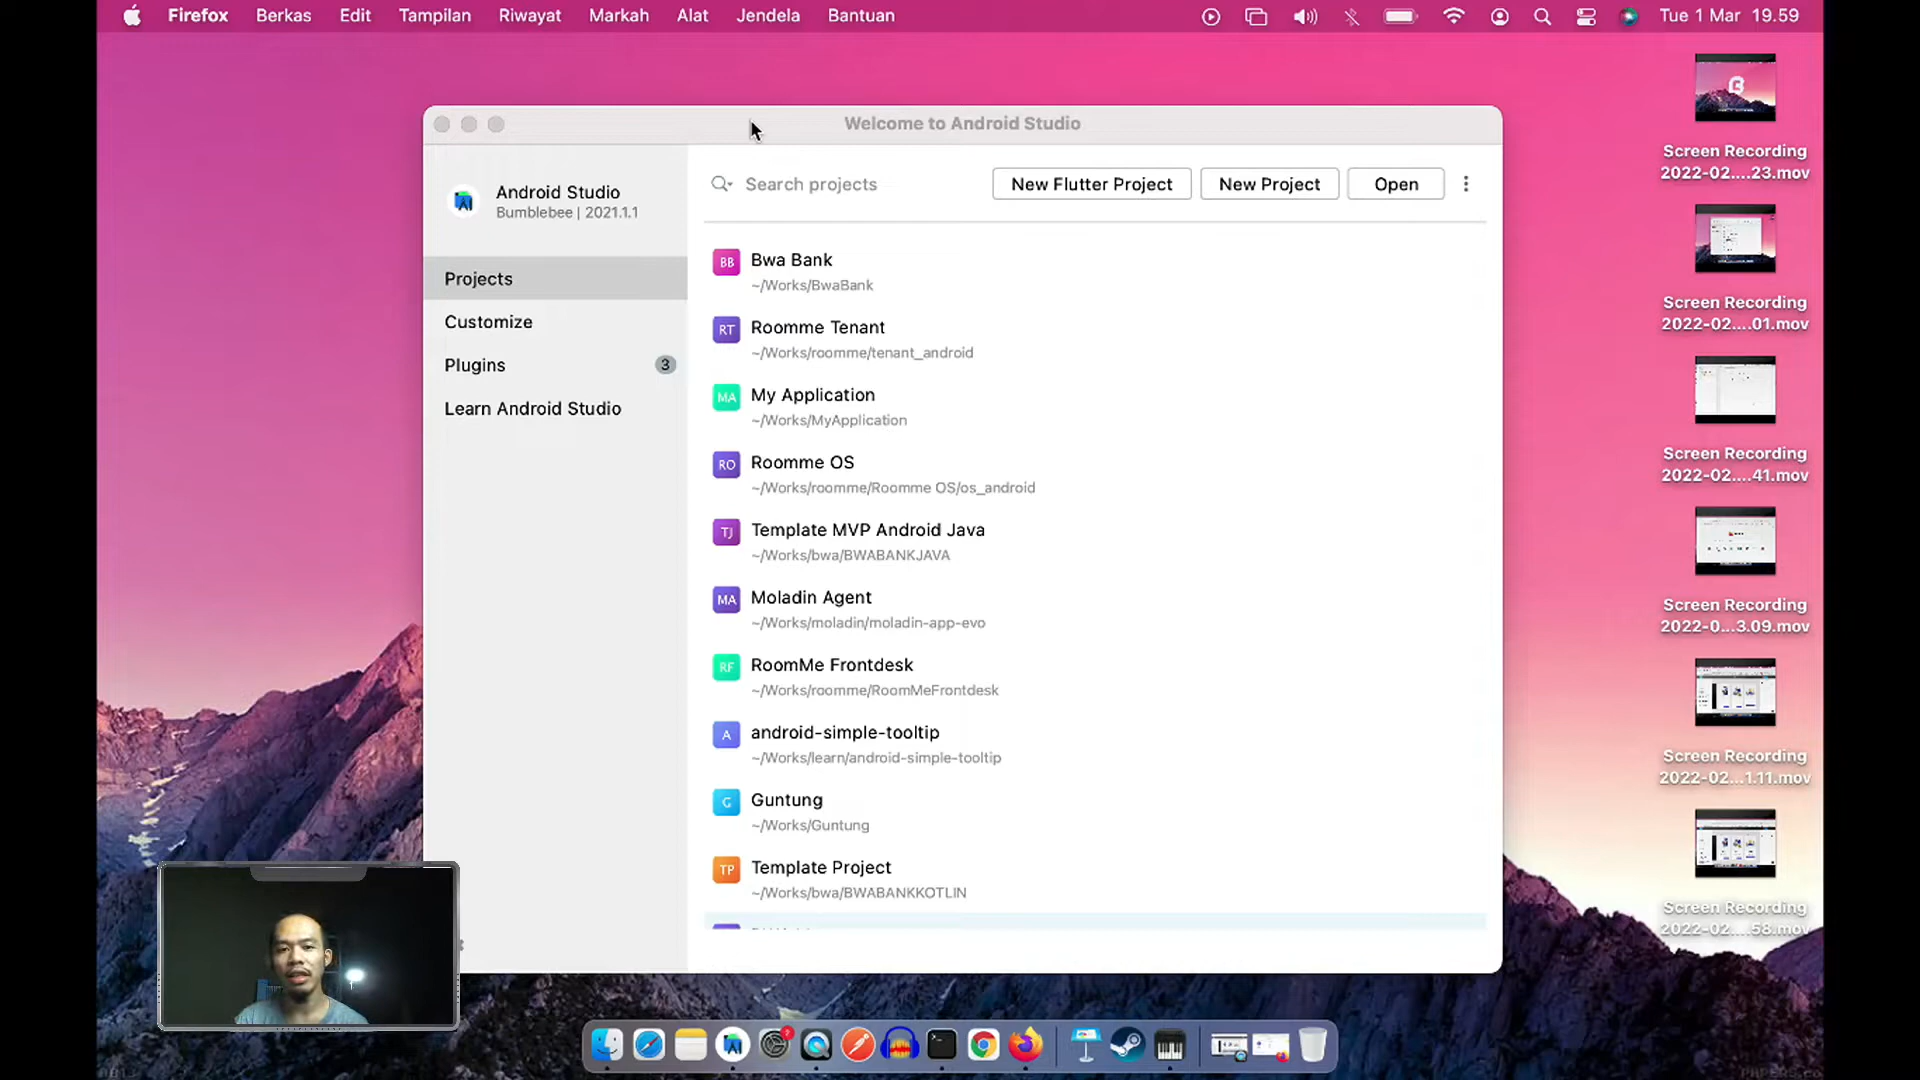 Firefox Berkas Edit Tampilan Riwayat Markah Alat Jendela Bantuan Tue 1 Mar 19.59
Welcome to Android Studio
Android Studio
Bumblebee | 2021.1.1
Projects
Customize
Plugins 3
Learn Android Studio
Search projects New Flutter Project New Project Open
BB Bwa Bank
~/Works/BwaBank
RT Roomme Tenant
~/Works/roomme/tenant_android
MA My Application
~/Works/MyApplication
RO Roomme OS
~/Works/roomme/Roomme OS/os_android
TJ Template MVP Android Java
~/Works/bwa/BWABANKJAVA
MA Moladin Agent
~/Works/moladin/moladin-app-evo
RF RoomMe Frontdesk
~/Works/roomme/RoomMeFrontdesk
A android-simple-tooltip
~/Works/learn/android-simple-tooltip
G Guntung
~/Works/Guntung
TP Template Project
~/Works/bwa/BWABANKKOTLIN
Screen Recording
2022-02....23.mov
Screen Recording
2022-02....01.mov
Screen Recording
2022-02....41.mov
Screen Recording
2022-0...3.09.mov
Screen Recording
2022-02...1.11.mov
Screen Recording
2022-02....58.mov